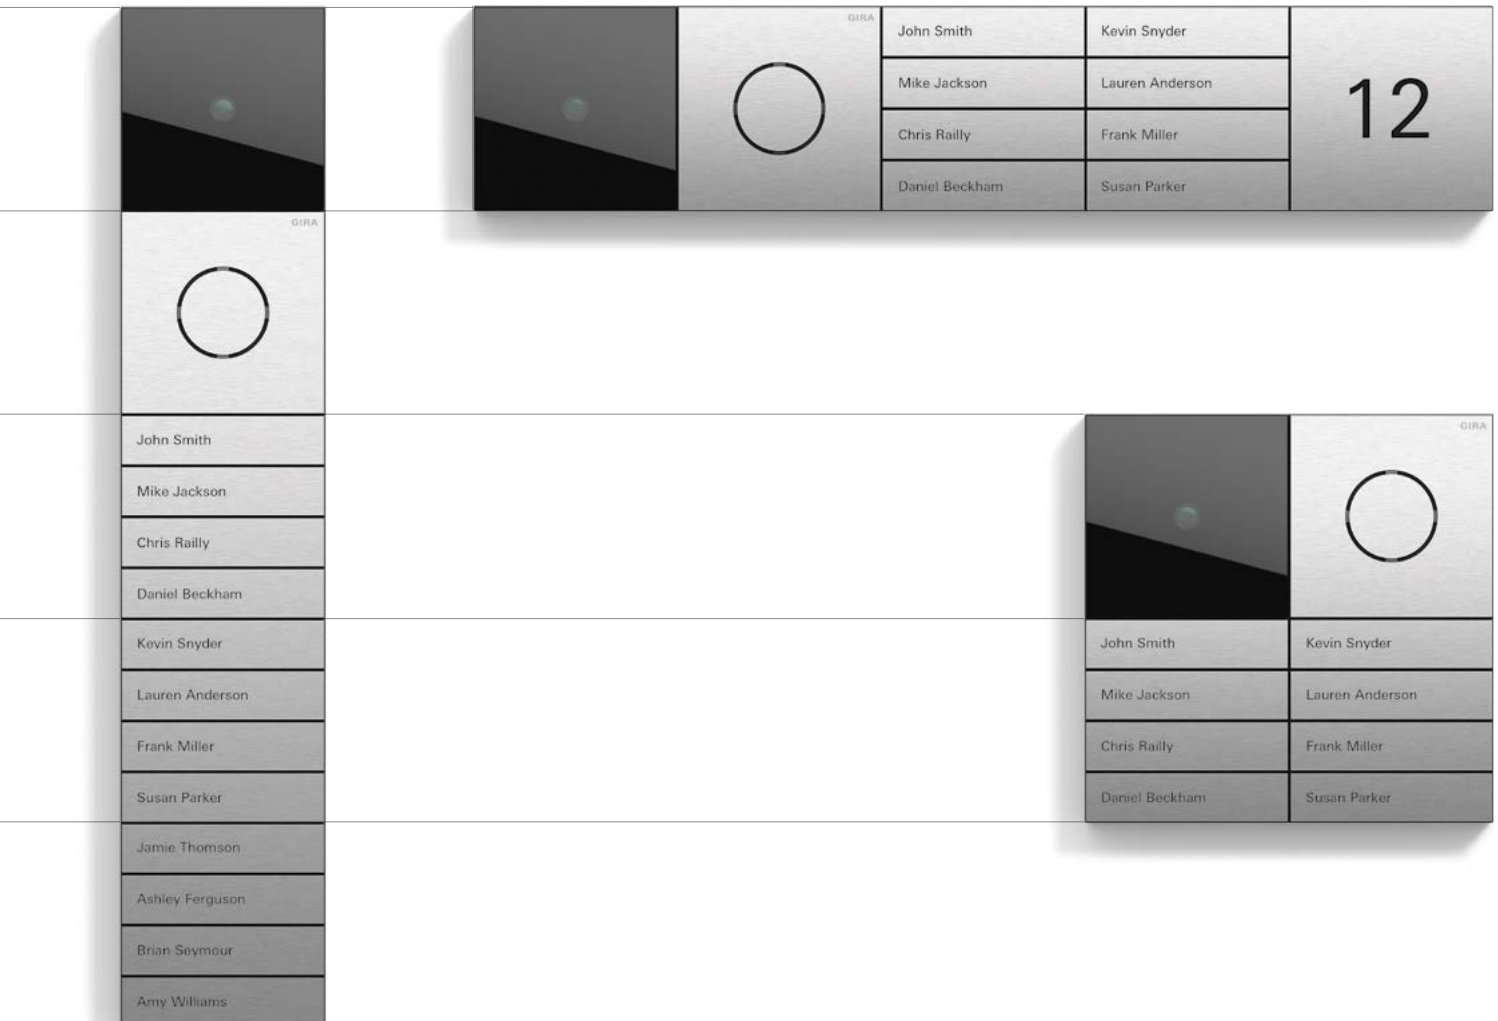 GIRA
John Smith
Mike Jackson
Chris Railly
Daniel Beckham
Kevin Snyder
Lauren Anderson
Frank Miller
Susan Parker
Jamie Thomson
Ashley Ferguson
Brian Seymour
Amy Williams
GIRA
John Smith
Mike Jackson
Chris Railly
Daniel Beckham
Kevin Snyder
Lauren Anderson
Frank Miller
Susan Parker
12
GIRA
John Smith
Mike Jackson
Chris Railly
Daniel Beckham
Kevin Snyder
Lauren Anderson
Frank Miller
Susan Parker